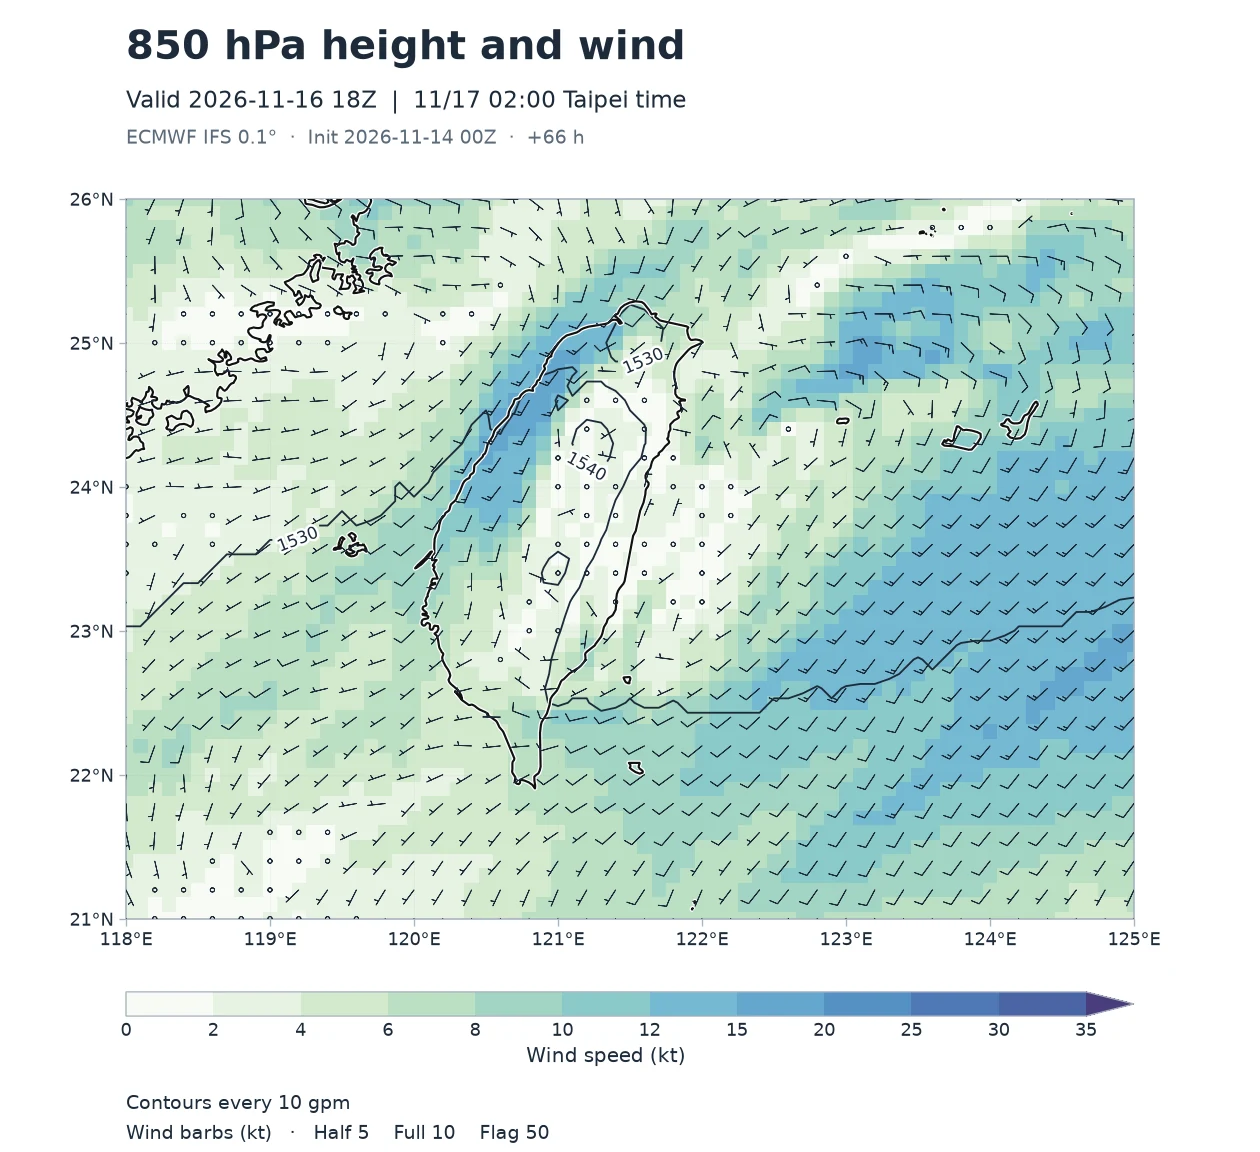 850 hPa height and wind
Valid 2026-11-16 18Z | 11/17 02:00 Taipei time
ECMWF IFS 0.1° · Init 2026-11-14 00Z · +66 h
26°N
25°N
24°N
23°N
22°N
21°N
1530
1540
1530
118°E 119°E 120°E 121°E 122°E 123°E 124°E 125°E
0 2 4 6 8 10 12 15 20 25 30 35
Wind speed (kt)
Contours every 10 gpm
Wind barbs (kt) · Half 5 Full 10 Flag 50